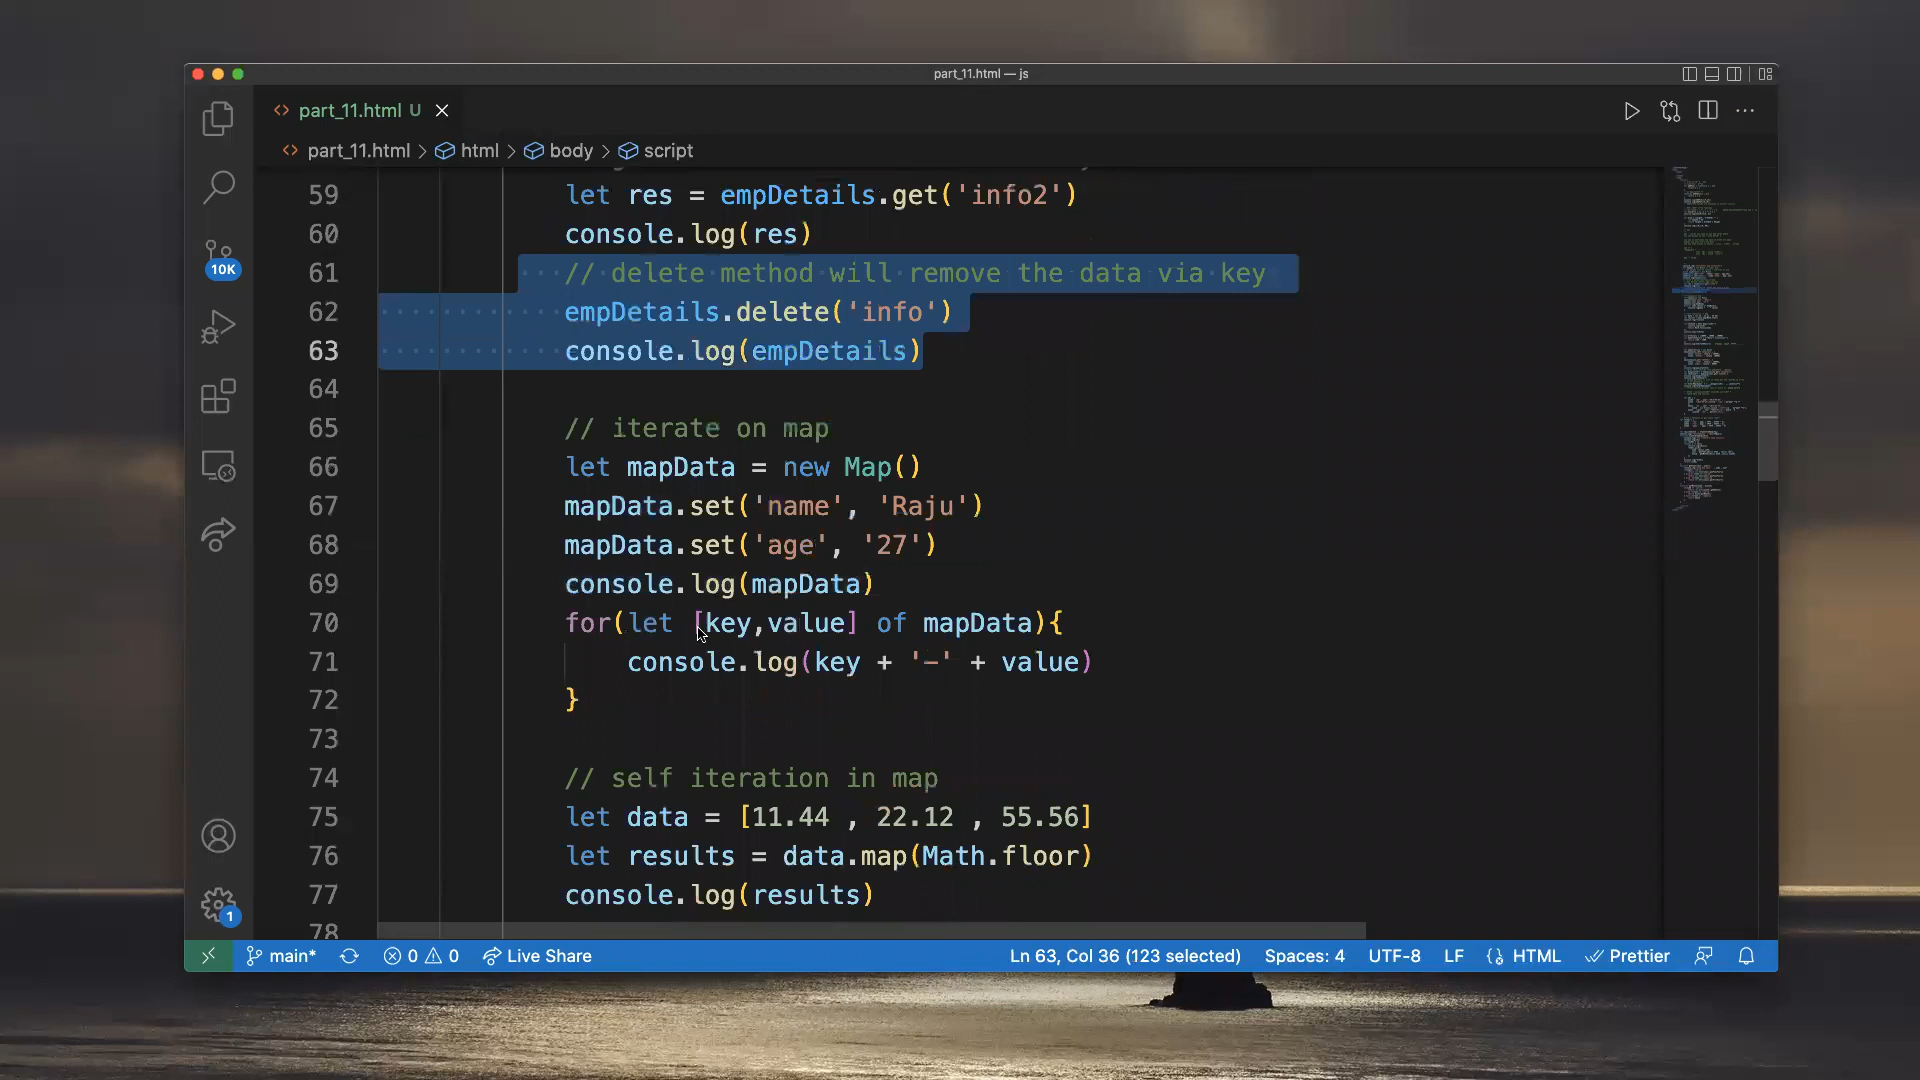 part_11.html — js
part_11.html U
part_11.html > html > body > script
59 let res = empDetails.get('info2')
60 console.log(res)
61 // delete method will remove the data via key
62 empDetails.delete('info')
63 console.log(empDetails)
64
65 // iterate on map
66 let mapData = new Map()
67 mapData.set('name', 'Raju')
68 mapData.set('age', '27')
69 console.log(mapData)
70 for(let [key,value] of mapData){
71 console.log(key + '-' + value)
72 }
73
74 // self iteration in map
75 let data = [11.44 , 22.12 , 55.56]
76 let results = data.map(Math.floor)
77 console.log(results)
78
10K
1
main* 0 0 Live Share Ln 63, Col 36 (123 selected) Spaces: 4 UTF-8 LF HTML Prettier